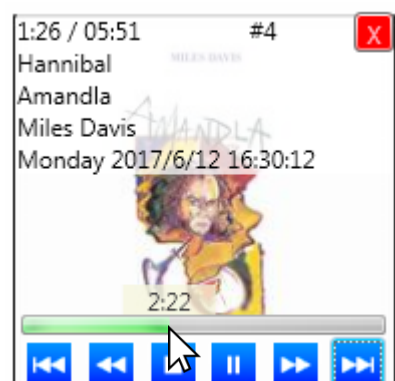 1:26 / 05:51 #4 X
Hannibal
MILES DAVIS
Amandla
Miles Davis
AMANDLA
Monday 2017/6/12 16:30:12
2:22